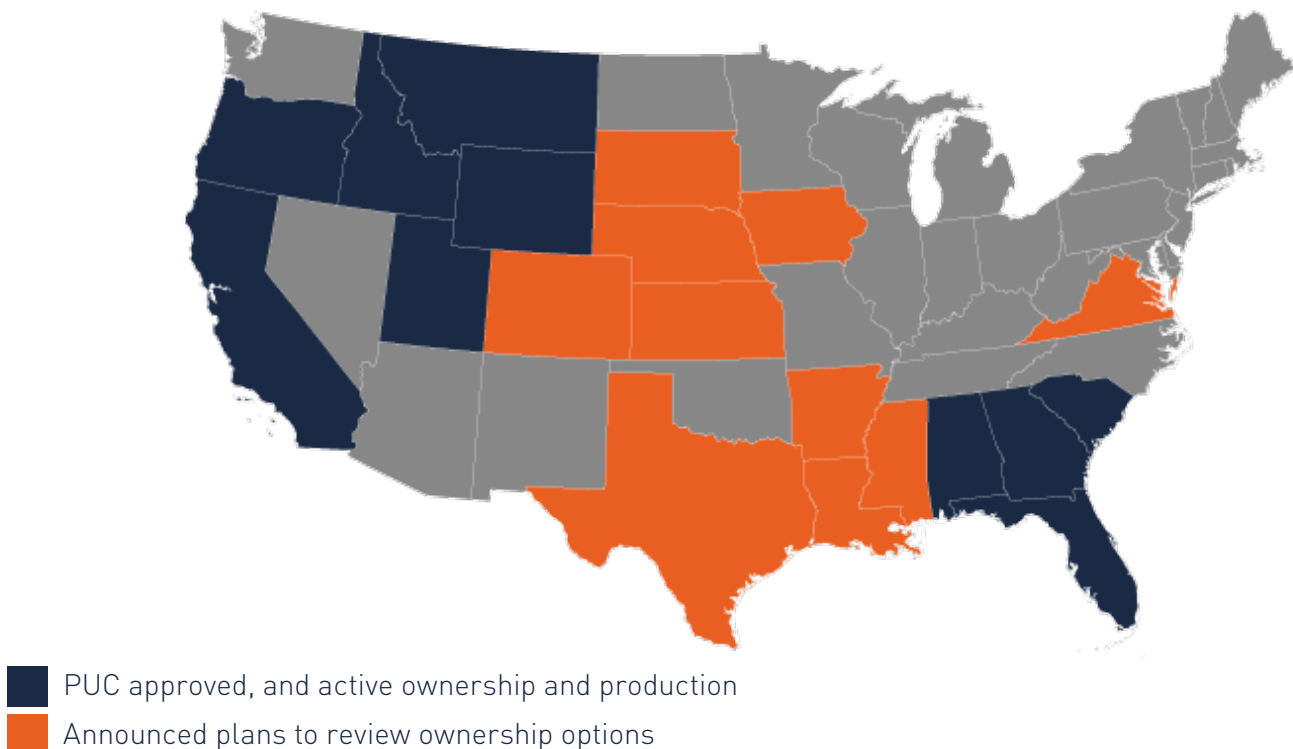 PUC approved, and active ownership and production
Announced plans to review ownership options